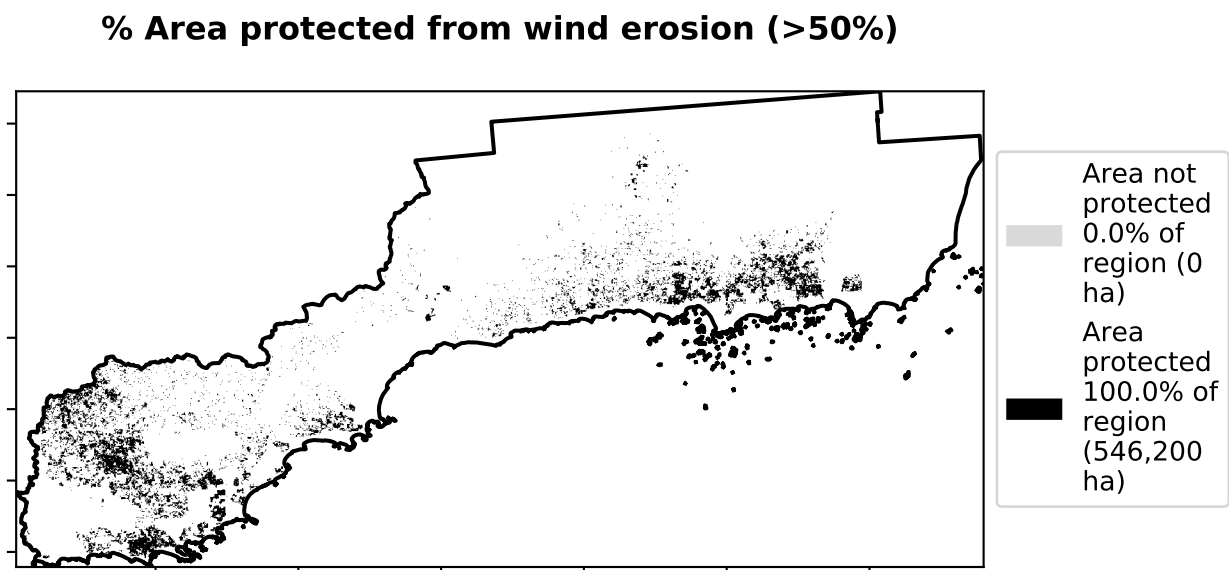 % Area protected from wind erosion (>50%)
Area not
protected
0.0% of
region (0
ha)
Area
protected
100.0% of
region
(546,200
ha)